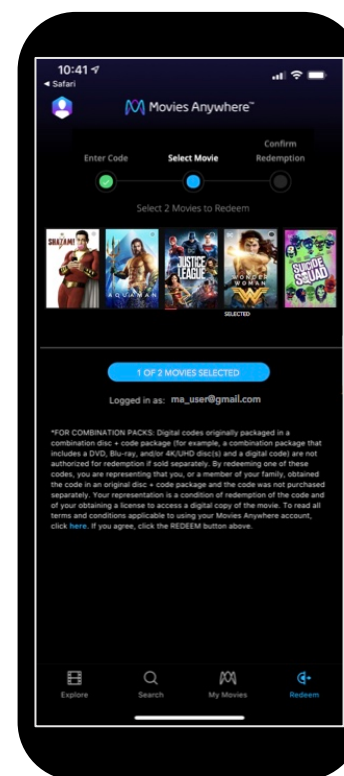 10:41
◄ Safari
Movies Anywhere™
Enter Code
Select Movie
Confirm
Redemption
Select 2 Movies to Redeem
SHAZAM!
AQUAMAN
JUSTICE
LEAGUE
WONDER
WOMAN
SUICIDE
SQUAD
SELECTED
1 OF 2 MOVIES SELECTED
Logged in as: ma_user@gmail.com
*FOR COMBINATION PACKS: Digital codes originally packaged in a
combination disc + code package (for example, a combination package that
includes a DVD, Blu-ray, and/or 4K/UHD disc(s) and a digital code) are not
authorized for redemption if sold separately. By redeeming one of these
codes, you are representing that you, or a member of your family, obtained
the code in an original disc + code package and the code was not purchased
separately. Your representation is a condition of redemption of the code and
of your obtaining a license to access a digital copy of the movie. To read all
terms and conditions applicable to using your Movies Anywhere account,
click here. If you agree, click the REDEEM button above.
Explore
Search
My Movies
Redeem